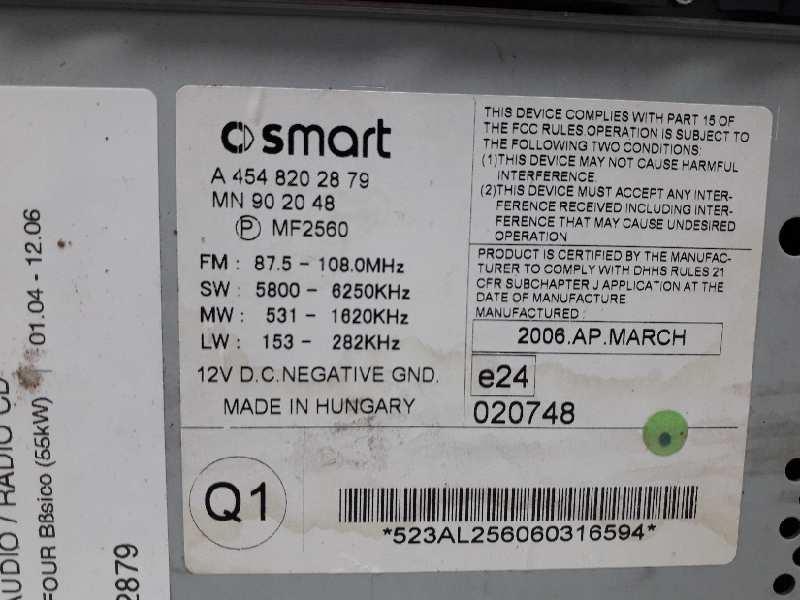 smart
A 454 820 28 79
MN 90 20 48
P MF2560
FM : 87.5 - 108.0MHz
SW : 5800 - 6250KHz
MW : 531 - 1620KHz
LW : 153 - 282KHz
12V D.C.NEGATIVE GND.
MADE IN HUNGARY
THIS DEVICE COMPLIES WITH PART 15 OF
THE FCC RULES OPERATION IS SUBJECT TO
THE FOLLOWING TWO CONDITIONS:
(1)THIS DEVICE MAY NOT CAUSE HARMFUL
INTERFERENCE.
(2)THIS DEVICE MUST ACCEPT ANY INTER-
FERENCE RECEIVED INCLUDING INTER-
FERENCE THAT MAY CAUSE UNDESIRED
OPERATION
PRODUCT IS CERTIFIED BY THE MANUFAC-
TURER TO COMPLY WITH DHHS RULES 21
CFR SUBCHAPTER J APPLICATION AT THE
DATE OF MANUFACTURE
MANUFACTURED :
2006.AP.MARCH
e24
020748
Q1
*523AL256060316594*
AUDIO / RADIO CD
FOUR BBsico (55kW) | 01.04 - 12.06
2879